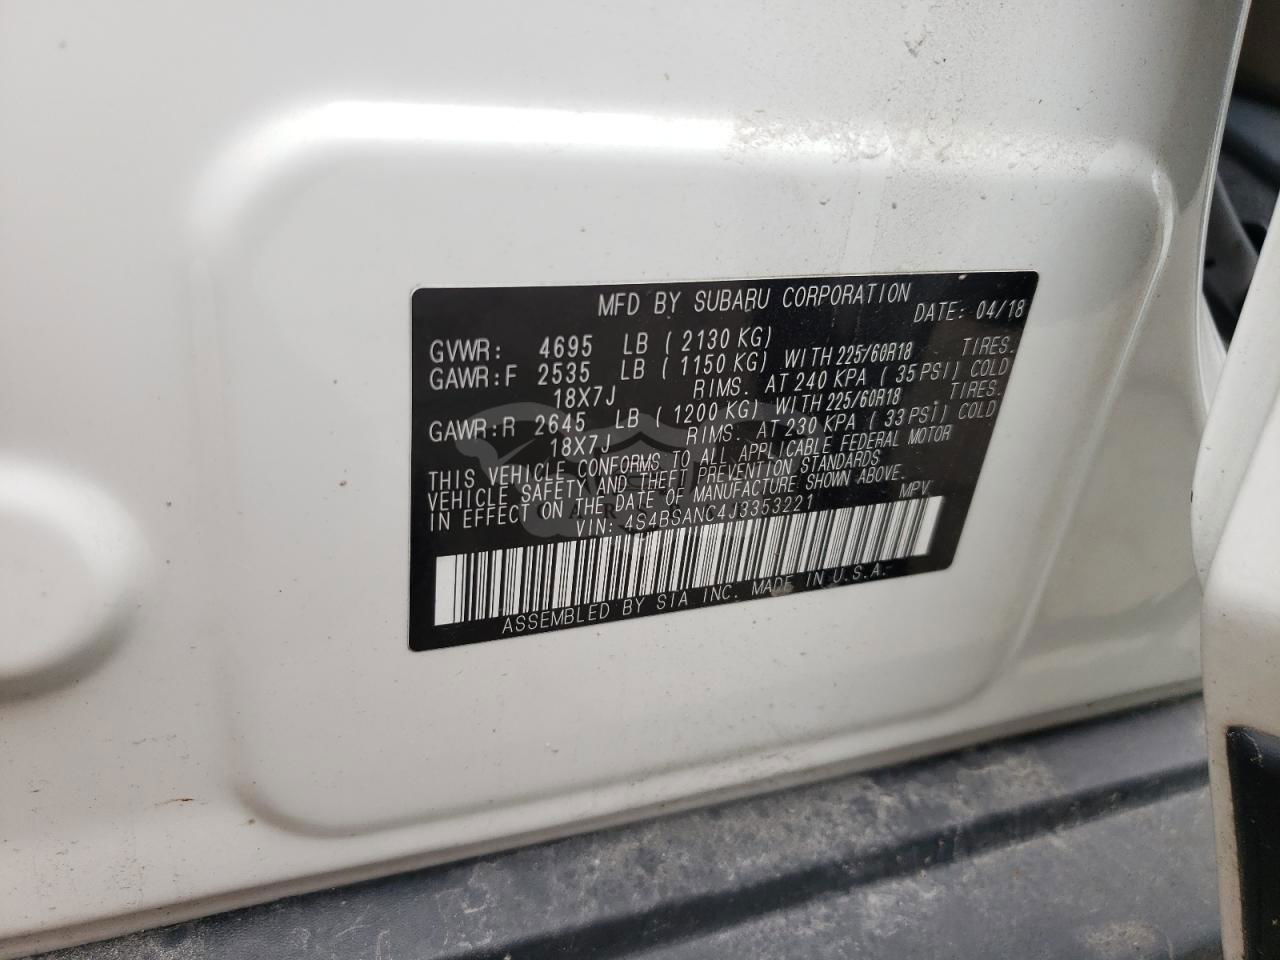 MFD BY SUBARU CORPORATION DATE: 04/18
GVWR: 4695 LB (2130 KG)
GAWR:F 2535 LB (1150 KG) WITH 225/60R18 TIRES.
18X7J RIMS. AT 240 KPA (35 PSI) COLD
GAWR:R 2645 LB (1200 KG) WITH 225/60R18 TIRES.
18X7J RIMS. AT 230 KPA (33 PSI) COLD
THIS VEHICLE CONFORMS TO ALL APPLICABLE FEDERAL MOTOR
VEHICLE SAFETY AND THEFT PREVENTION STANDARDS
IN EFFECT ON THE DATE OF MANUFACTURE SHOWN ABOVE.
VIN: 4S4BSANC4J3353221 MPV
ASSEMBLED BY SIA INC. MADE IN U.S.A.